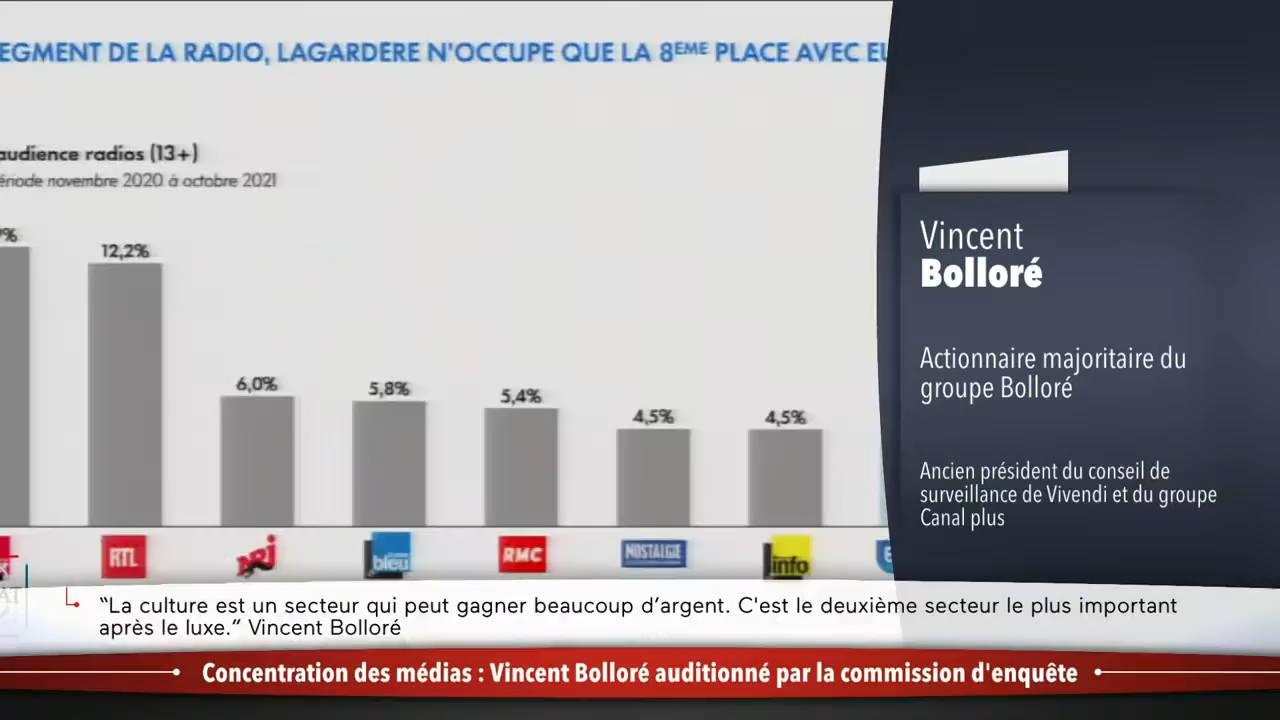 EGMENT DE LA RADIO, LAGARDERE N'OCCUPE QUE LA 8EME PLACE AVEC EU
audience radios (13+)
ériode novembre 2020 à octobre 2021
9%
12,2%
6,0%
5,8%
5,4%
4,5%
4,5%
RTL
NRJ
bleu
RMC
NOSTALGIE
info
E
Vincent
Bolloré
Actionnaire majoritaire du
groupe Bolloré
Ancien président du conseil de
surveillance de Vivendi et du groupe
Canal plus
“La culture est un secteur qui peut gagner beaucoup d’argent. C'est le deuxième secteur le plus important
après le luxe.” Vincent Bolloré
Concentration des médias : Vincent Bolloré auditionné par la commission d'enquête